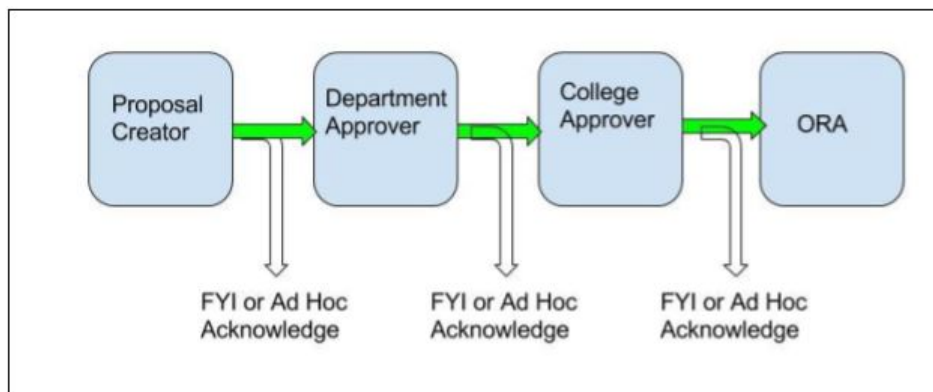 Proposal
Creator
Department
Approver
College
Approver
ORA
FYI or Ad Hoc
Acknowledge
FYI or Ad Hoc
Acknowledge
FYI or Ad Hoc
Acknowledge